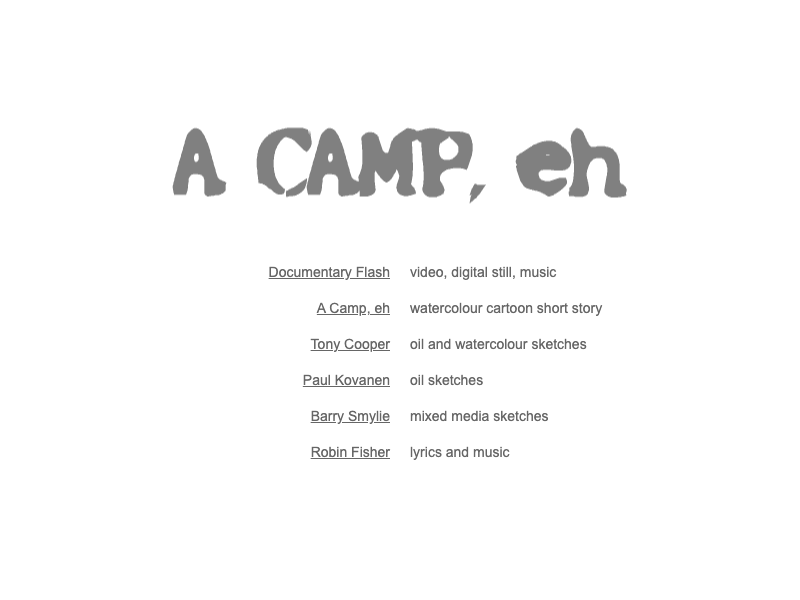 A CAMP, eh
Documentary Flash video, digital still, music
A Camp, eh watercolour cartoon short story
Tony Cooper oil and watercolour sketches
Paul Kovanen oil sketches
Barry Smylie mixed media sketches
Robin Fisher lyrics and music